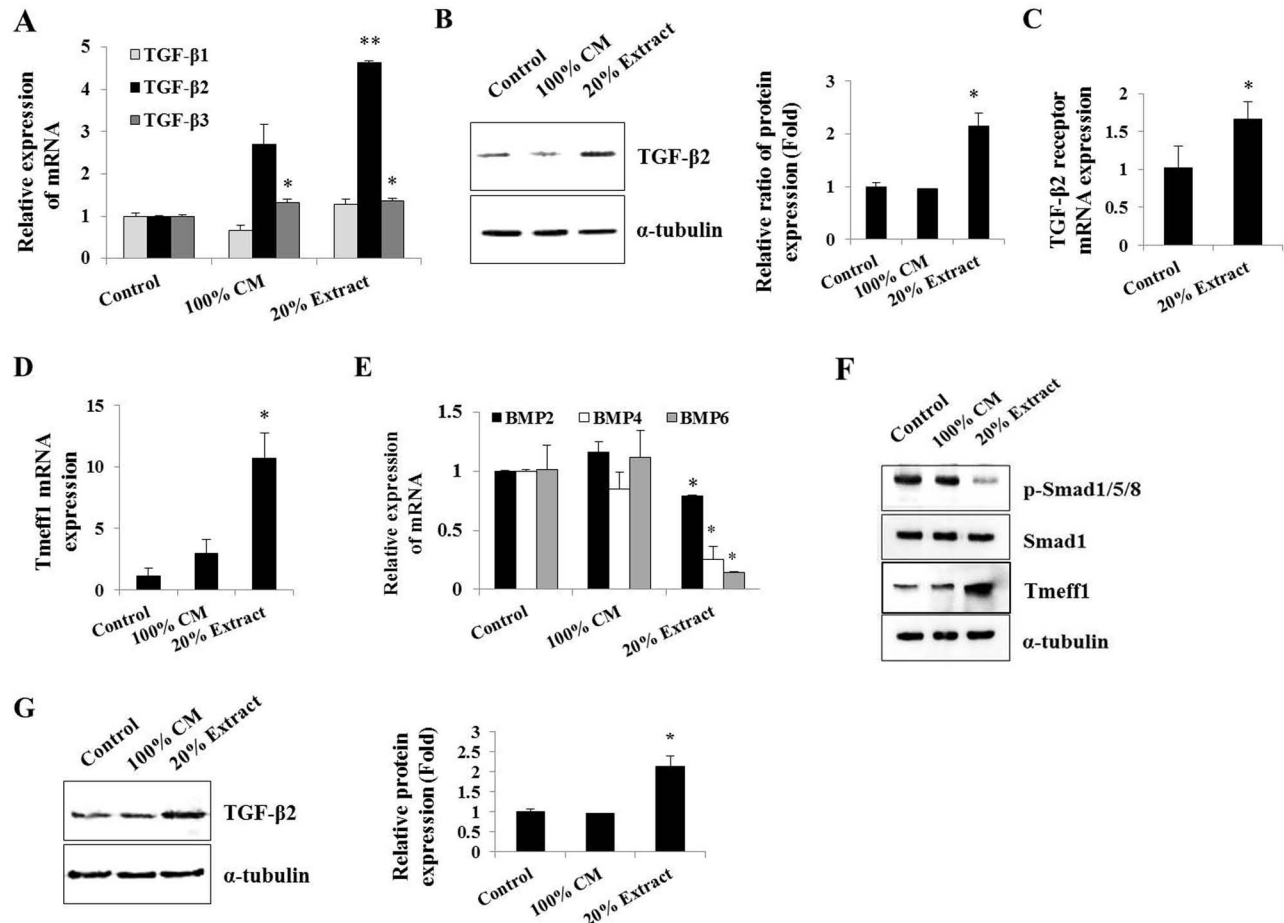 A
Relative expression
of mRNA
5
4
3
2
1
0
TGF-β1
TGF-β2
TGF-β3
*
**
*
Control
100% CM
20% Extract
B
Control
100% CM
20% Extract
TGF-β2
α-tubulin
Relative ratio of protein
expression (Fold)
3
2
1
0
*
Control
100% CM
20% Extract
C
TGF-β2 receptor
mRNA expression
2
1.5
1
0.5
0
*
Control
20% Extract
D
Tmeff1 mRNA
expression
15
10
5
0
*
Control
100% CM
20% Extract
E
Relative expression
of mRNA
1.5
1
0.5
0
BMP2
BMP4
BMP6
*
*
*
Control
100% CM
20% Extract
F
Control
100% CM
20% Extract
p-Smad1/5/8
Smad1
Tmeff1
α-tubulin
G
Control
100% CM
20% Extract
TGF-β2
α-tubulin
Relative protein
expression (Fold)
3
2.5
2
1.5
1
0.5
0
*
Control
100% CM
20% Extract